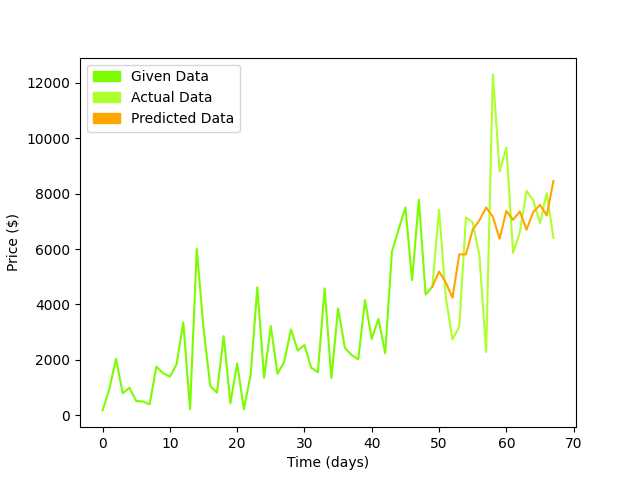 Given Data
Actual Data
Predicted Data
12000
10000
8000
6000
4000
2000
0
Price ($)
0 10 20 30 40 50 60 70
Time (days)